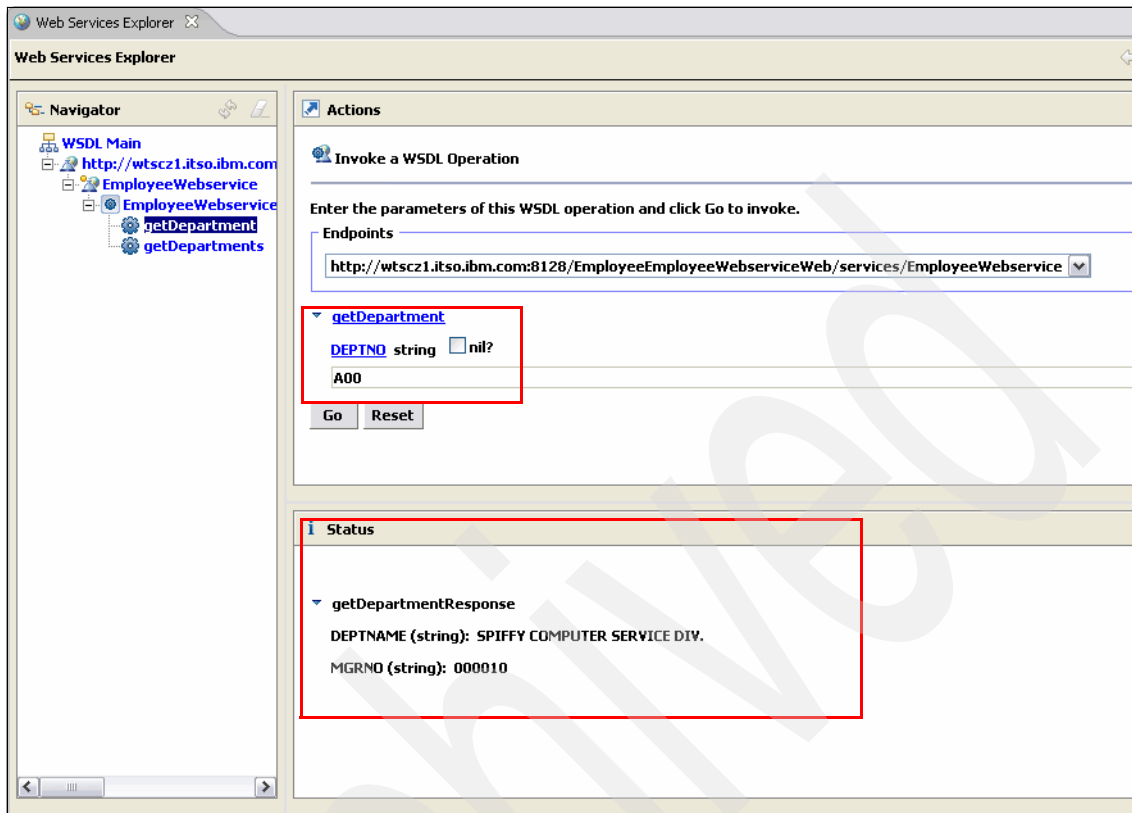 Web Services Explorer
Web Services Explorer
Navigator
WSDL Main
http://wtscz1.itso.ibm.com
EmployeeWebservice
EmployeeWebservice
getDepartment
getDepartments
Actions
Invoke a WSDL Operation
Enter the parameters of this WSDL operation and click Go to invoke.
Endpoints
http://wtscz1.itso.ibm.com:8128/EmployeeEmployeeWebserviceWeb/services/EmployeeWebservice
getDepartment
DEPTNO string nil?
A00
Go Reset
i Status
getDepartmentResponse
DEPTNAME (string): SPIFFY COMPUTER SERVICE DIV.
MGRNO (string): 000010